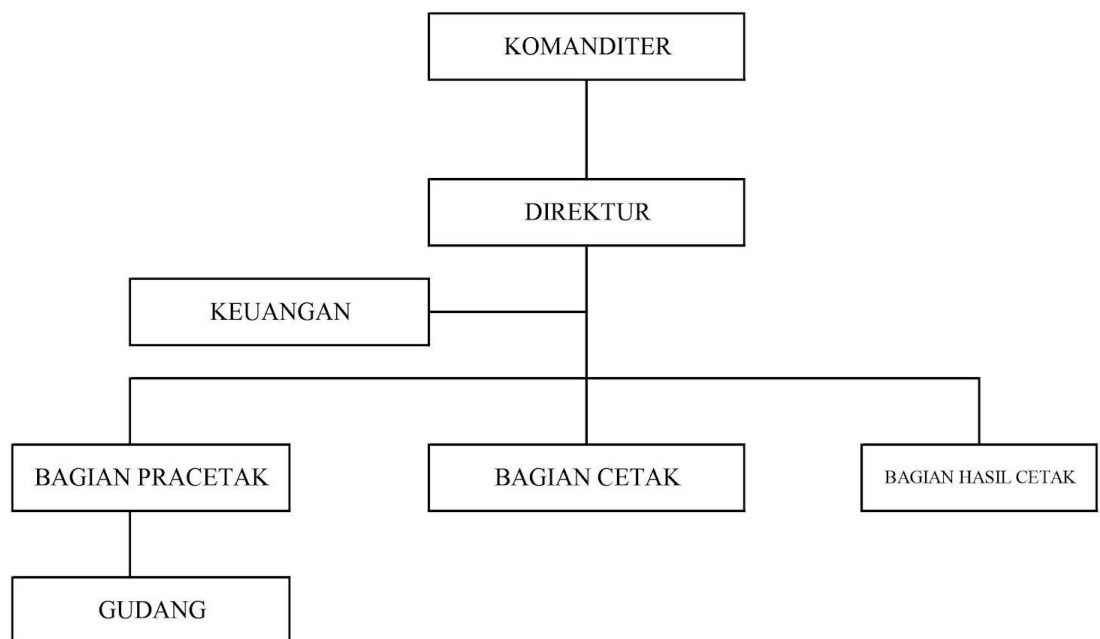 KOMANDITER
DIREKTUR
KEUANGAN
BAGIAN PRACETAK
BAGIAN CETAK
BAGIAN HASIL CETAK
GUDANG